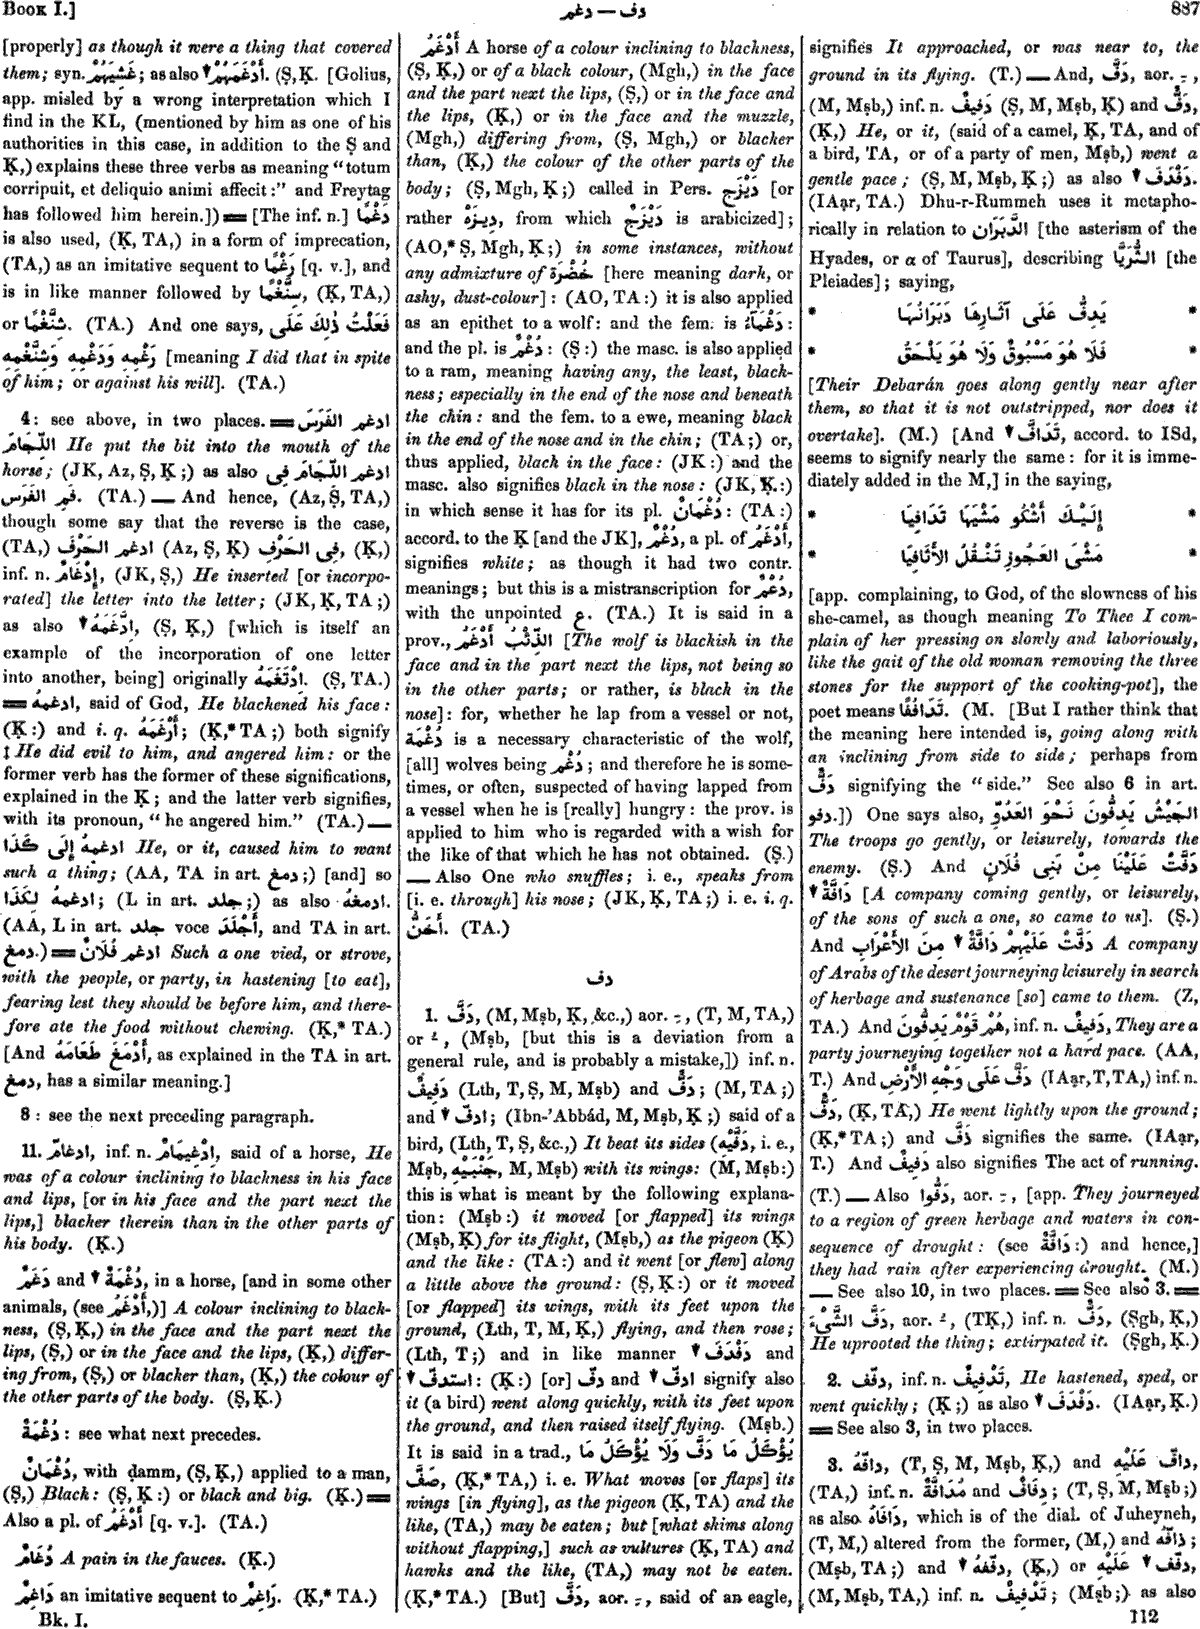 Book I.]
دغم — دف
887
[properly] as though it were a thing that covered
them; syn. غَشِيَهُمْ; as also ↓ أَدْغَمَهُمْ. (Ṣ, Ḳ. [Golius,
app. misled by a wrong interpretation which I
find in the KL, (mentioned by him as one of his
authorities in this case, in addition to the Ṣ and
Ḳ,) explains these three verbs as meaning “totum
corripuit, et deliquio animi affecit:” and Freytag
has followed him herein.]) ═ [The inf. n.] دَغْمًا
is also used, (Ḳ, TA,) in a form of imprecation,
(TA,) as an imitative sequent to رَغْمًا [q. v.], and
is in like manner followed by سِنَّغْمًا, (Ḳ, TA,)
or شِنَّغْمًا. (TA.) And one says, فَعَلْتُ ذٰلِكَ عَلَى
رَغْمِهِ وَدَغْمِهِ وَشِنَّغْمِهِ [meaning I did that in spite
of him; or against his will]. (TA.)
4: see above, in two places. ═ ادغم الفَرَسَ
اللِّجَامَ He put the bit into the mouth of the
horse; (JK, Az, Ṣ, Ḳ;) as also ادغم اللِّجَامَ فِى
فَمِ الفَرَسِ. (TA.) — And hence, (Az, Ṣ, TA,)
though some say that the reverse is the case,
(TA,) ادغم الحَرْفَ (Az, Ṣ, Ḳ) فِى الحَرْفِ, (Ḳ,)
inf. n. إِدْغَامٌ, (JK, Ṣ,) He inserted [or incorpo-
rated] the letter into the letter; (JK, Ḳ, TA;)
as also ↓ اِدَّغَمَهُ, (Ṣ, Ḳ,) [which is itself an
example of the incorporation of one letter
into another, being] originally اِدْتَغَمَهُ. (Ṣ, TA.)
═ ادغمهُ, said of God, He blackened his face:
(Ḳ:) and i. q. أَرْغَمَهُ; (Ḳ,* TA;) both signify
‡ He did evil to him, and angered him: or the
former verb has the former of these significations,
explained in the Ḳ; and the latter verb signifies,
with its pronoun, “he angered him.” (TA.) —
ادغمهُ إِلَى كَذَا He, or it, caused him to want
such a thing; (AA, TA in art. دمغ;) [and] so
ادغمهُ لِكَذَا; (L in art. جلد;) as also ادمغهُ.
(AA, L in art. جلد voce أَجْلَدَ, and TA in art.
دمغ.) ═ ادغم فُلَانٌ Such a one vied, or strove,
with the people, or party, in hastening [to eat],
fearing lest they should be before him, and there-
fore ate the food without chewing. (Ḳ,* TA.)
[And أَدْمَغَ طَعَامَهُ, as explained in the TA in art.
دمغ, has a similar meaning.]
8: see the next preceding paragraph.
11. ادغامّ, inf. n. اِدْغِيمَامٌ, said of a horse, He
was of a colour inclining to blackness in his face
and lips, [or in his face and the part next the
lips,] blacker therein than in the other parts of
his body. (Ḳ.)
دَغَمٌ and ↓ دُغْمَةٌ, in a horse, [and in some other
animals, (see أَدْغَمُ,)] A colour inclining to black-
ness, (Ṣ, Ḳ,) in the face and the part next the
lips, (Ṣ,) or in the face and the lips, (Ḳ,) differ-
ing from, (Ṣ,) or blacker than, (Ḳ,) the colour of
the other parts of the body. (Ṣ, Ḳ.)
دُغْمَةٌ: see what next precedes.
دُغْمَانٌ, with ḍamm, (Ṣ, Ḳ,) applied to a man,
(Ṣ,) Black: (Ṣ, Ḳ:) or black and big. (Ḳ.) ═
Also a pl. of أَدْغَمُ [q. v.]. (TA.)
دُغَامٌ A pain in the fauces. (Ḳ.)
دَاغِمٌ an imitative sequent to رَاغِمٌ. (Ḳ,* TA.)
Bk. I.
أَدْغَمُ A horse of a colour inclining to blackness,
(Ṣ, Ḳ,) or of a black colour, (Mgh,) in the face
and the part next the lips, (Ṣ,) or in the face and
the lips, (Ḳ,) or in the face and the muzzle,
(Mgh,) differing from, (Ṣ, Mgh,) or blacker
than, (Ḳ,) the colour of the other parts of the
body; (Ṣ, Mgh, Ḳ;) called in Pers. دَيْزَجْ [or
rather دِيزَهْ, from which دَيْزَجٌ is arabicized];
(AO,* Ṣ, Mgh, Ḳ;) in some instances, without
any admixture of خُضْرَة [here meaning dark, or
ashy, dust-colour]: (AO, TA:) it is also applied
as an epithet to a wolf: and the fem. is دَغْمَآءُ:
and the pl. is دُغْمٌ: (Ṣ:) the masc. is also applied
to a ram, meaning having any, the least, black-
ness; especially in the end of the nose and beneath
the chin: and the fem. to a ewe, meaning black
in the end of the nose and in the chin; (TA;) or,
thus applied, black in the face: (JK:) and the
masc. also signifies black in the nose: (JK, Ḳ:)
in which sense it has for its pl. دُغْمَانٌ: (TA:)
accord. to the Ḳ [and the JK], دُغْمٌ, a pl. of أَدْغَمُ,
signifies white; as though it had two contr.
meanings; but this is a mistranscription for دُعْمٌ,
with the unpointed ع. (TA.) It is said in a
prov., الذِّئْبُ أَدْغَمُ [The wolf is blackish in the
face and in the part next the lips, not being so
in the other parts; or rather, is black in the
nose]: for, whether he lap from a vessel or not,
دُغْمَة is a necessary characteristic of the wolf,
[all] wolves being دُغْم; and therefore he is some-
times, or often, suspected of having lapped from
a vessel when he is [really] hungry: the prov. is
applied to him who is regarded with a wish for
the like of that which he has not obtained. (Ṣ.)
— Also One who snuffles; i. e., speaks from
[i. e. through] his nose; (JK, Ḳ, TA;) i. e. i. q.
أَخَنُّ. (TA.)
دف
1. دَفَّ, (M, Mṣb, Ḳ, &c.,) aor. ـِ, (T, M, TA,)
or ـُ, (Mṣb, [but this is a deviation from a
general rule, and is probably a mistake,]) inf. n.
دَفِيفٌ (Lth, T, Ṣ, M, Mṣb) and دَفٌّ; (M, TA;)
and ↓ ادفّ; (Ibn-'Abbád, M, Mṣb, Ḳ;) said of a
bird, (Lth, T, Ṣ, &c.,) It beat its sides (دَفَّيْهِ, i. e.,
Mṣb, جَنْبَيْهِ, M, Mṣb) with its wings: (M, Mṣb:)
this is what is meant by the following explana-
tion: (Mṣb:) it moved [or flapped] its wings
(Mṣb, Ḳ) for its flight, (Mṣb,) as the pigeon (Ḳ)
and the like: (TA:) and it went [or flew] along
a little above the ground: (Ṣ, Ḳ:) or it moved
[or flapped] its wings, with its feet upon the
ground, (Lth, T, M, Ḳ,) flying, and then rose;
(Lth, T;) and in like manner ↓ دَفْدَفَ and
↓ استدفّ: (Ḳ:) [or] دفّ and ↓ ادفّ signify also
it (a bird) went along quickly, with its feet upon
the ground, and then raised itself flying. (Mṣb.)
It is said in a trad., يُؤْكَلُ مَا دَفَّ وَلَا يُؤْكَلُ مَا
صَفَّ, (Ḳ,* TA,) i. e. What moves [or flaps] its
wings [in flying], as the pigeon (Ḳ, TA) and the
like, (TA,) may be eaten; but [what skims along
without flapping,] such as vultures (Ḳ, TA) and
hawks and the like, (TA,) may not be eaten.
(Ḳ,* TA.) [But] دَفَّ, aor. ـِ, said of an eagle,
signifies It approached, or was near to, the
ground in its flying. (T.) — And, دَفَّ, aor. ـِ,
(M, Mṣb,) inf. n. دَفِيفٌ (Ṣ, M, Mṣb, Ḳ) and دَفٌّ,
(Ḳ,) He, or it, (said of a camel, Ḳ, TA, and of
a bird, TA, or of a party of men, Mṣb,) went a
gentle pace; (Ṣ, M, Mṣb, Ḳ;) as also ↓ دَفْدَفَ.
(IAạr, TA.) Dhu-r-Rummeh uses it metapho-
rically in relation to الدَّبَرَان [the asterism of the
Hyades, or α of Taurus], describing الثُّرَيَّا [the
Pleiades]; saying,
* يَدِفُّ عَلَى آثَارِهَا دَبَرَانُهَا *
* فَلَا هُوَ مَسْبُوقٌ وَلَا هُوَ يَلْحَقُ *
[Their Debarán goes along gently near after
them, so that it is not outstripped, nor does it
overtake]. (M.) [And ↓ تَدَافَّ, accord. to ISd,
seems to signify nearly the same: for it is imme-
diately added in the M,] in the saying,
* إِلَيْكَ أَشْكُو مَشْيَهَا تَدَافِيَا *
* مَشْىَ العَجُوزِ تَنْقُلُ الأَثَافِيَا *
[app. complaining, to God, of the slowness of his
she-camel, as though meaning To Thee I com-
plain of her pressing on slowly and laboriously,
like the gait of the old woman removing the three
stones for the support of the cooking-pot], the
poet means تَدَافُفًا. (M. [But I rather think that
the meaning here intended is, going along with
an inclining from side to side; perhaps from
دَفٌّ signifying the “side.” See also 6 in art.
دفو.]) One says also, الجَيْشُ يَدِفُّونَ نَحْوَ العَدُوِّ
The troops go gently, or leisurely, towards the
enemy. (Ṣ.) And دَفَّتْ عَلَيْنَا مِنْ بَنِى فُلَانٍ
↓ دَافَّةٌ [A company coming gently, or leisurely,
of the sons of such a one, so came to us]. (Ṣ.)
And دَفَّتْ عَلَيْهِمْ ↓ دَافَّةٌ مِنَ الأَعْرَابِ A company
of Arabs of the desert journeying leisurely in search
of herbage and sustenance [so] came to them. (Z,
TA.) And هُمْ قَوْمٌ يَدِفُّونَ, inf. n. دَفِيفٌ, They are a
party journeying together not a hard pace. (AA,
T.) And دَفَّ عَلَى وَجْهِ الأَرْضِ (IAạr, T, TA,) inf. n.
دَفٌّ, (Ḳ, TA,) He went lightly upon the ground;
(Ḳ,* TA;) and ذَفَّ signifies the same. (IAạr,
T.) And دَفِيفٌ also signifies The act of running.
(T.) — Also دَفُّوا, aor. ـِ, [app. They journeyed
to a region of green herbage and waters in con-
sequence of drought: (see دَافَّةٌ:) and hence,]
they had rain after experiencing drought. (M.)
— See also 10, in two places. ═ See also 3. ═
دَفَّ الشَّىْءَ, aor. ـُ, (TḲ,) inf. n. دَفٌّ, (Ṣgh, Ḳ,)
He uprooted the thing; extirpated it. (Ṣgh, Ḳ.)
2. دفّف, inf. n. تَدْفِيفٌ, He hastened, sped, or
went quickly; (Ḳ;) as also ↓ دَفْدَفَ. (IAạr, Ḳ.)
═ See also 3, in two places.
3. دافّهُ, (T, Ṣ, M, Mṣb, Ḳ,) and دافّ عَلَيْهِ,
(TA,) inf. n. مُدَافَّةٌ and دِفَافٌ; (T, Ṣ, M, Mṣb;)
as also دَافَاهُ, which is of the dial. of Juheyneh,
(T, M,) altered from the former, (M,) and ذافّهُ;
(Mṣb, TA;) and ↓ دفّفهُ, (Ḳ,) or عَلَيْهِ ↓ دفّف,
(M, Mṣb, TA,) inf. n. تَدْفِيفٌ; (Mṣb;) as also
112